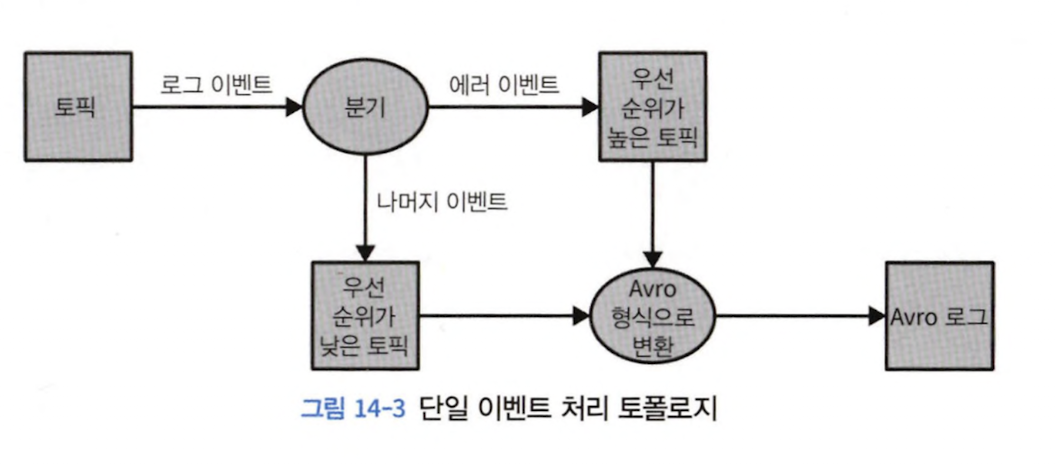 토픽
로그 이벤트
분기
에러 이벤트
우선
순위가
높은 토픽
나머지 이벤트
우선
순위가
낮은 토픽
Avro
형식으로
변환
Avro 로그
그림 14-3 단일 이벤트 처리 토폴로지